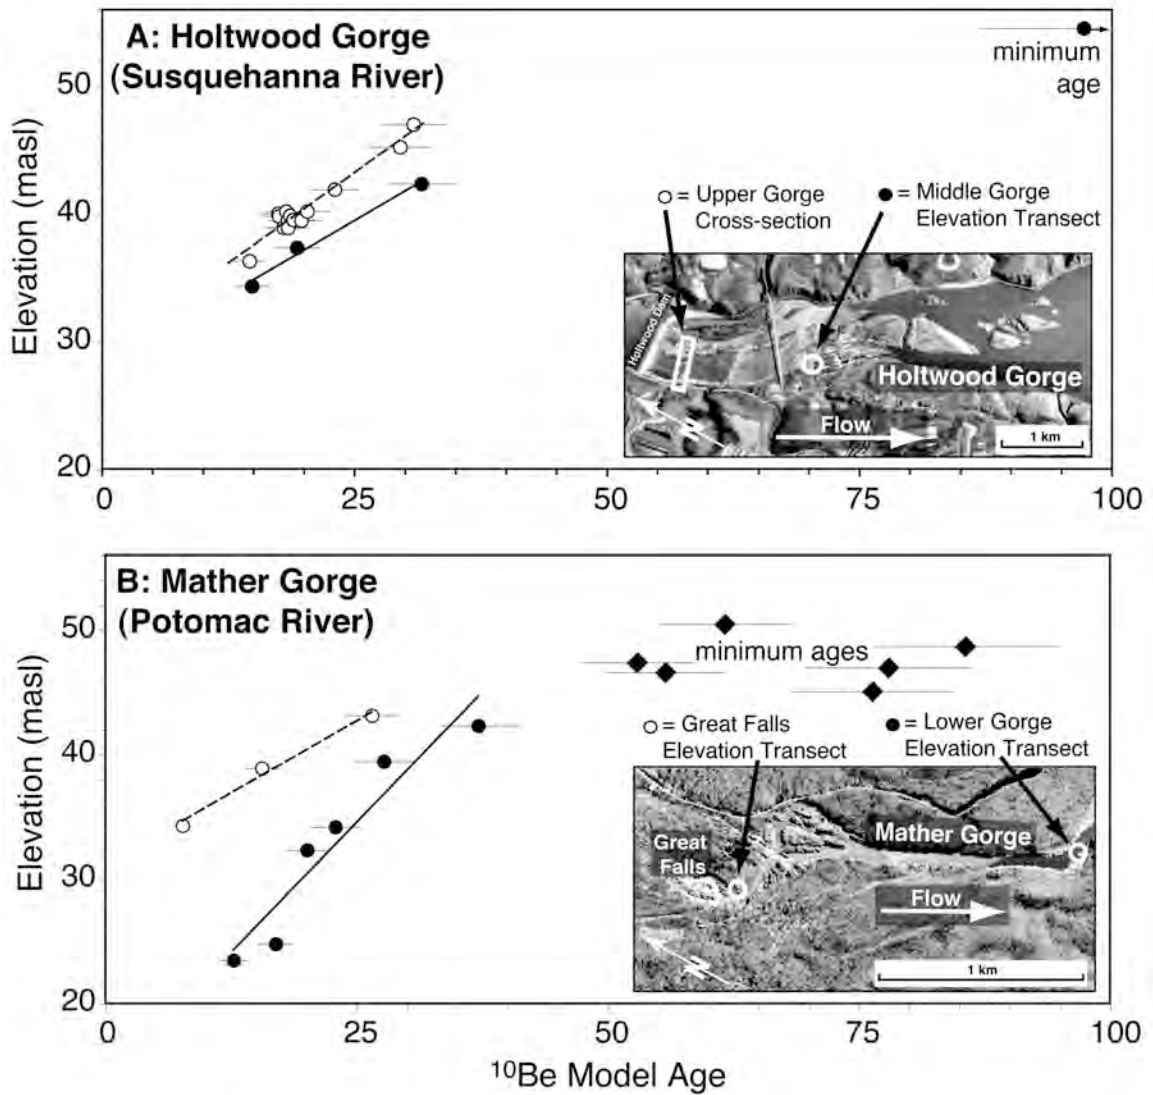 A: Holtwood Gorge
(Susquehanna River)
minimum
age
50
40
30
20
Elevation (masl)
= Upper Gorge
Cross-section
= Middle Gorge
Elevation Transect
Holtwood Dam
Holtwood Gorge
N
Flow
1 km
0
25
50
75
100
B: Mather Gorge
(Potomac River)
50
40
30
20
Elevation (masl)
minimum ages
= Great Falls
Elevation Transect
= Lower Gorge
Elevation Transect
Mather Gorge
Great
Falls
Flow
N
1 km
0
25
50
75
100
¹⁰Be Model Age